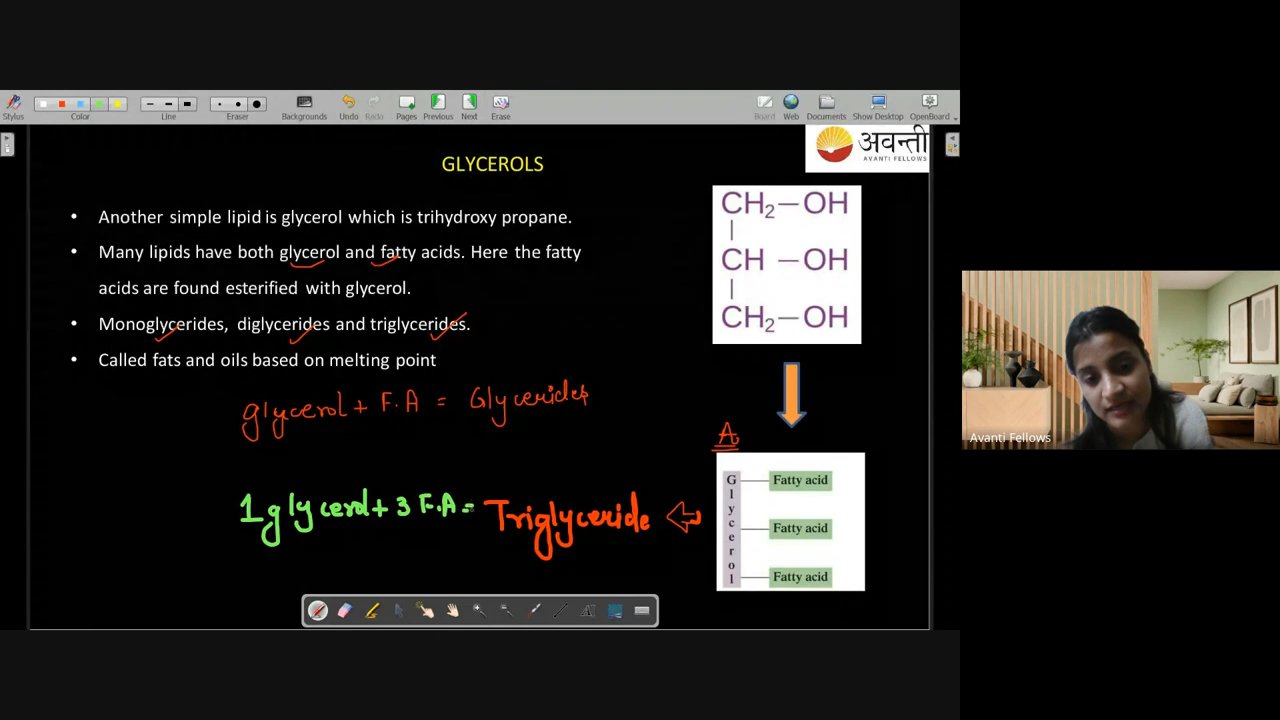 Stylus
Color
Line
Eraser
Backgrounds
Undo
Redo
Pages
Previous
Next
Erase
Board
Web
Documents
Show Desktop
OpenBoard
अवन्ती
AVANTI FELLOWS
GLYCEROLS
• Another simple lipid is glycerol which is trihydroxy propane.
• Many lipids have both glycerol and fatty acids. Here the fatty
acids are found esterified with glycerol.
• Monoglycerides, diglycerides and triglycerides.
• Called fats and oils based on melting point
glycerol + F.A = Glycerides
1 glycerol + 3 F.A = Triglyceride
CH2—OH
CH —OH
CH2—OH
A
Glycerol
Fatty acid
Fatty acid
Fatty acid
Avanti Fellows